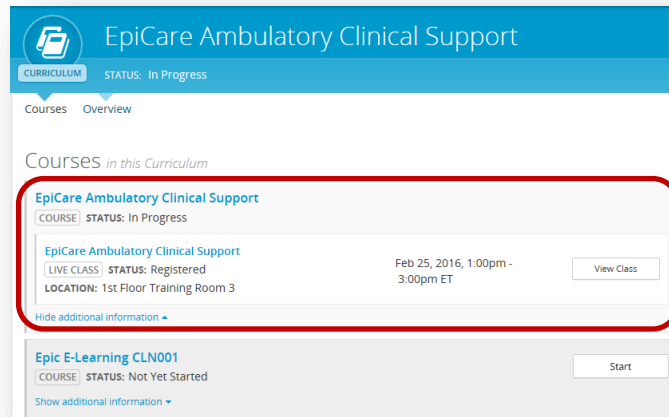 EpiCare Ambulatory Clinical Support
CURRICULUM STATUS: In Progress
Courses Overview
Courses in this Curriculum
EpiCare Ambulatory Clinical Support
COURSE STATUS: In Progress
EpiCare Ambulatory Clinical Support
LIVE CLASS STATUS: Registered
LOCATION: 1st Floor Training Room 3
Feb 25, 2016, 1:00pm -
3:00pm ET
View Class
Hide additional information
Epic E-Learning CLN001
COURSE STATUS: Not Yet Started
Start
Show additional information